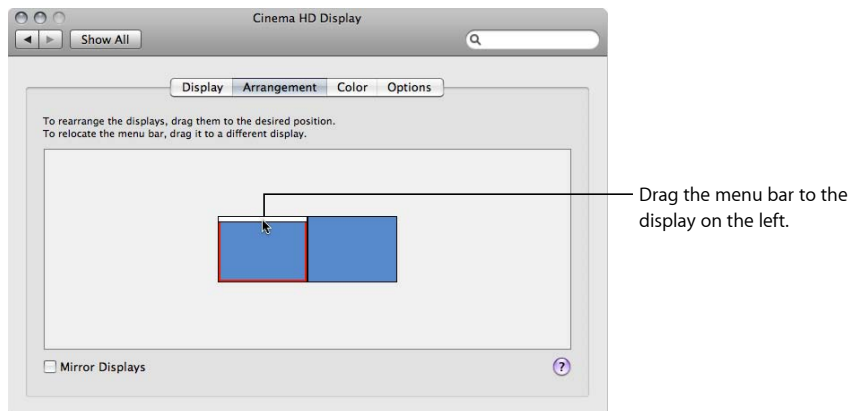 Cinema HD Display
Show All
Display Arrangement Color Options
To rearrange the displays, drag them to the desired position.
To relocate the menu bar, drag it to a different display.
Drag the menu bar to the
display on the left.
Mirror Displays
?